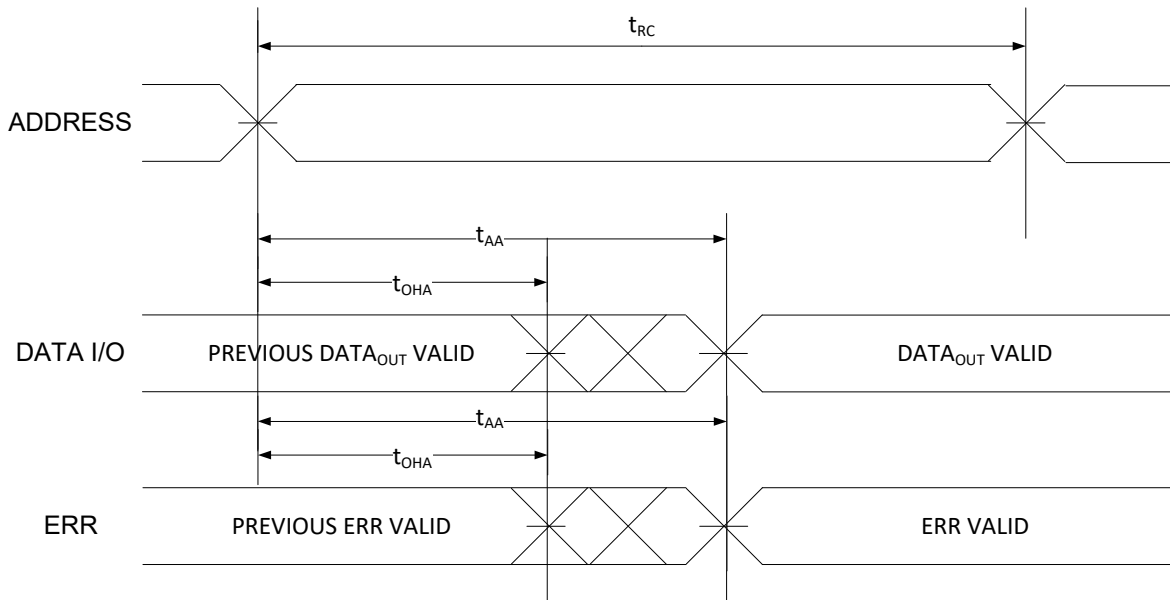 tRC
ADDRESS
tAA
tOHA
DATA I/O
PREVIOUS DATAOUT VALID
DATAOUT VALID
tAA
tOHA
ERR
PREVIOUS ERR VALID
ERR VALID